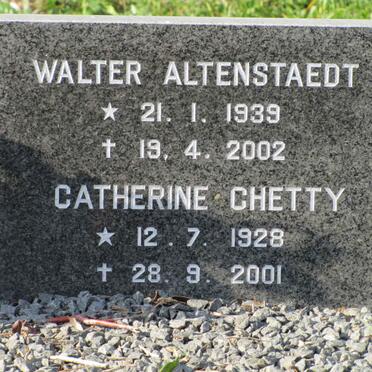 WALTER ALTENSTAEDT
★ 21. 1. 1939
✝ 19, 4. 2002
CATHERINE CHETTY
★ 12. 7. 1928
✝ 28. 9. 2001